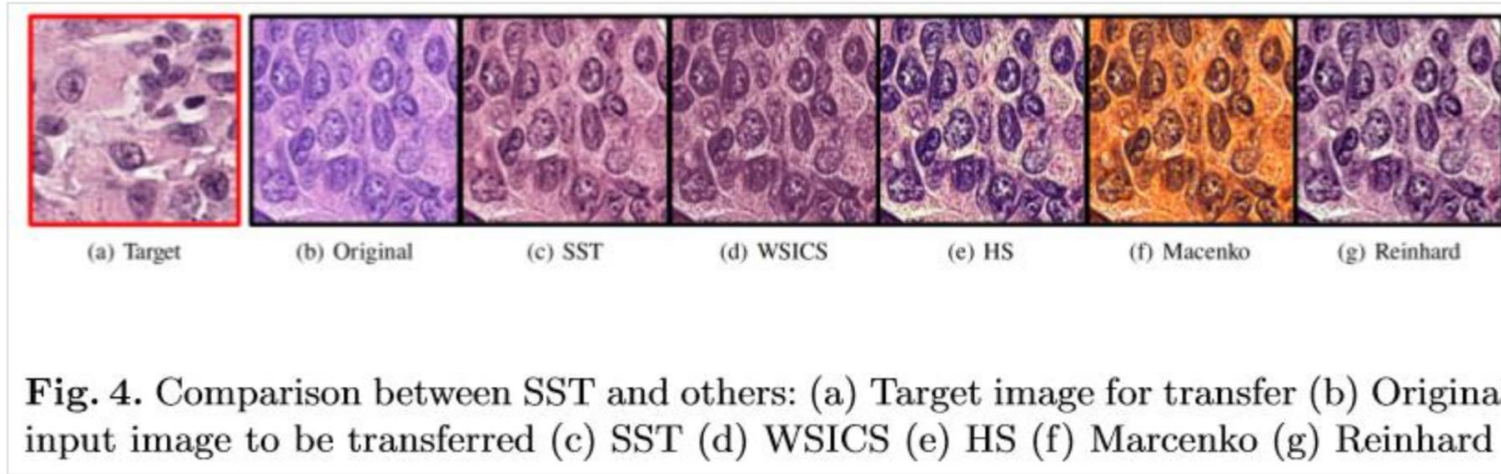 (a) Target (b) Original (c) SST (d) WSICS (e) HS (f) Macenko (g) Reinhard
Fig. 4. Comparison between SST and others: (a) Target image for transfer (b) Origina
input image to be transferred (c) SST (d) WSICS (e) HS (f) Marcenko (g) Reinhard